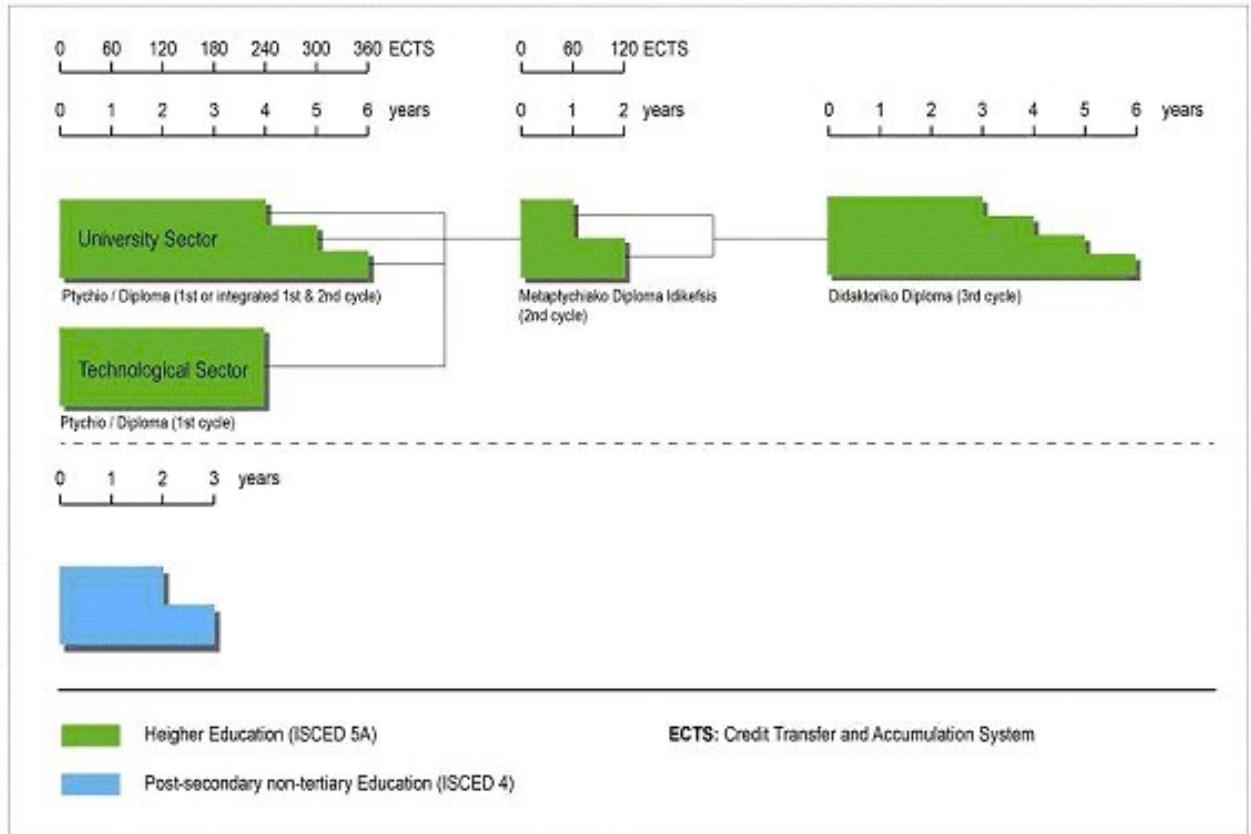 0 60 120 180 240 300 360 ECTS
0 60 120 ECTS
0 1 2 3 4 5 6 years
0 1 2 years
0 1 2 3 4 5 6 years
University Sector
Ptychio / Diploma (1st or integrated 1st & 2nd cycle)
Metaptychiako Diploma Idikefsis
(2nd cycle)
Didaktoriko Diploma (3rd cycle)
Technological Sector
Ptychio / Diploma (1st cycle)
0 1 2 3 years
Heigher Education (ISCED 5A)
ECTS: Credit Transfer and Accumulation System
Post-secondary non-tertiary Education (ISCED 4)